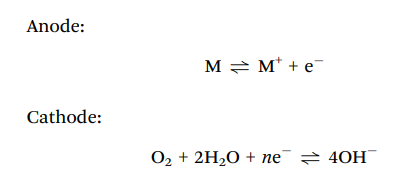 Anode:
M ⇌ M⁺ + e⁻
Cathode:
O₂ + 2H₂O + ne⁻ ⇌ 4OH⁻